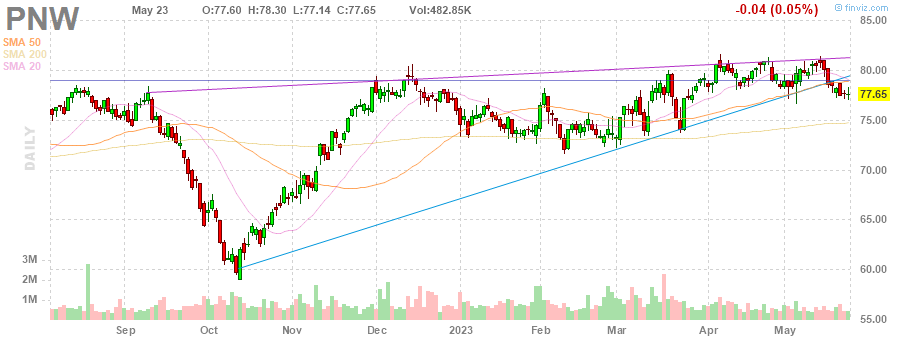 PNW May 23 O:77.60 H:78.30 L:77.14 C:77.65 Vol:482.85K -0.04 (0.05%) © finviz.com
SMA 50
SMA 200
SMA 20
DAILY
85.00
80.00
77.65
75.00
70.00
65.00
60.00
55.00
3M
2M
1M
Sep Oct Nov Dec 2023 Feb Mar Apr May